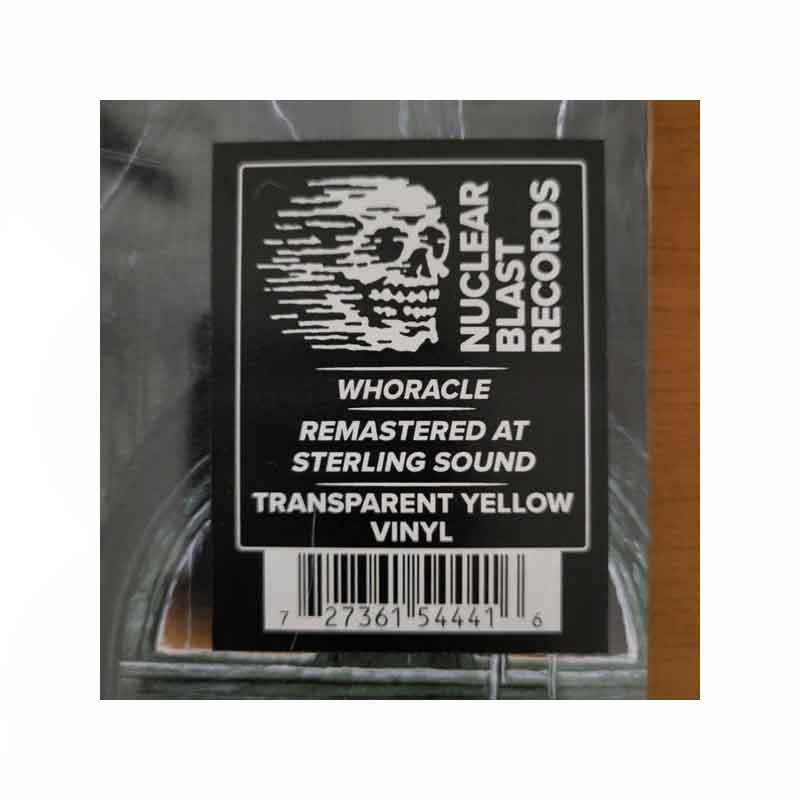 NUCLEAR
BLAST
RECORDS
WHORACLE
REMASTERED AT
STERLING SOUND
TRANSPARENT YELLOW
VINYL
7 27361 54441 6